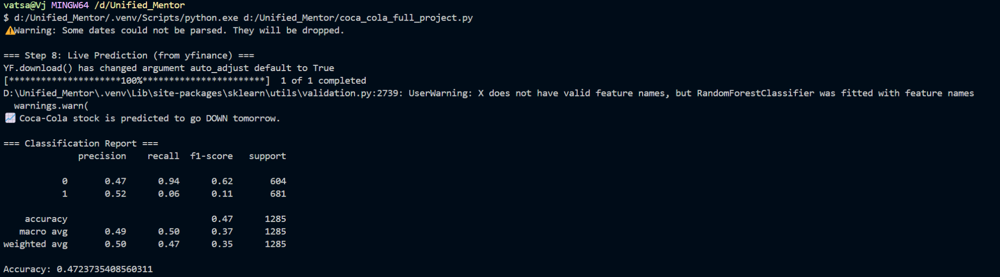 vatsa@Vj MINGW64 /d/Unified_Mentor
$ d:/Unified_Mentor/.venv/Scripts/python.exe d:/Unified_Mentor/coca_cola_full_project.py
⚠️Warning: Some dates could not be parsed. They will be dropped.

=== Step 8: Live Prediction (from yfinance) ===
YF.download() has changed argument auto_adjust default to True
[*********************100%***********************]  1 of 1 completed
D:\Unified_Mentor\.venv\Lib\site-packages\sklearn\utils\validation.py:2739: UserWarning: X does not have valid feature names, but RandomForestClassifier was fitted with feature names
  warnings.warn(
📈 Coca-Cola stock is predicted to go DOWN tomorrow.

=== Classification Report ===
              precision    recall  f1-score   support

           0       0.47      0.94      0.62       604
           1       0.52      0.06      0.11       681

    accuracy                           0.47      1285
   macro avg       0.49      0.50      0.37      1285
weighted avg       0.50      0.47      0.35      1285

Accuracy: 0.4723735408560311